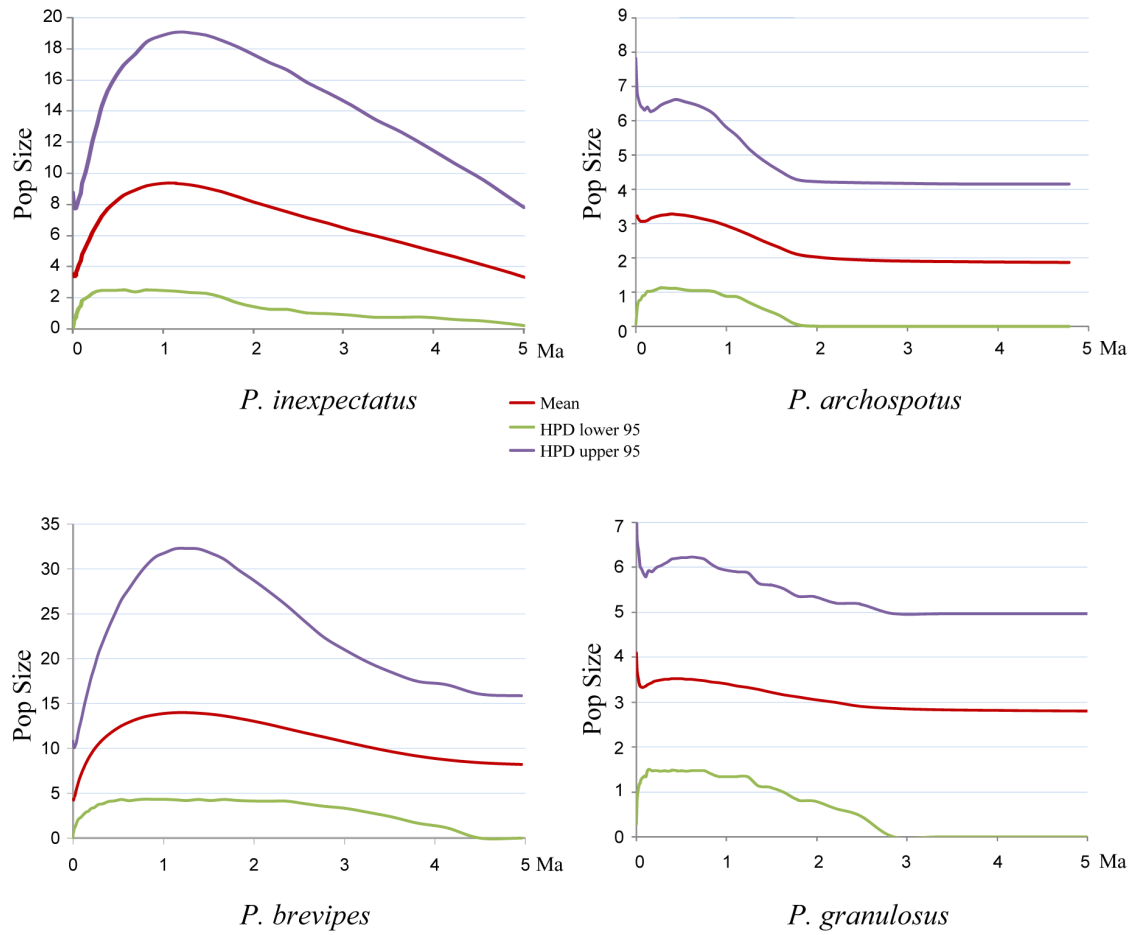 Pop Size
20
18
16
14
12
10
8
6
4
2
0
0 1 2 3 4 5 Ma
P. inexpectatus
Pop Size
9
8
7
6
5
4
3
2
1
0
0 1 2 3 4 5 Ma
P. archospotus
Mean
HPD lower 95
HPD upper 95
Pop Size
35
30
25
20
15
10
5
0
0 1 2 3 4 5 Ma
P. brevipes
Pop Size
7
6
5
4
3
2
1
0
0 1 2 3 4 5 Ma
P. granulosus